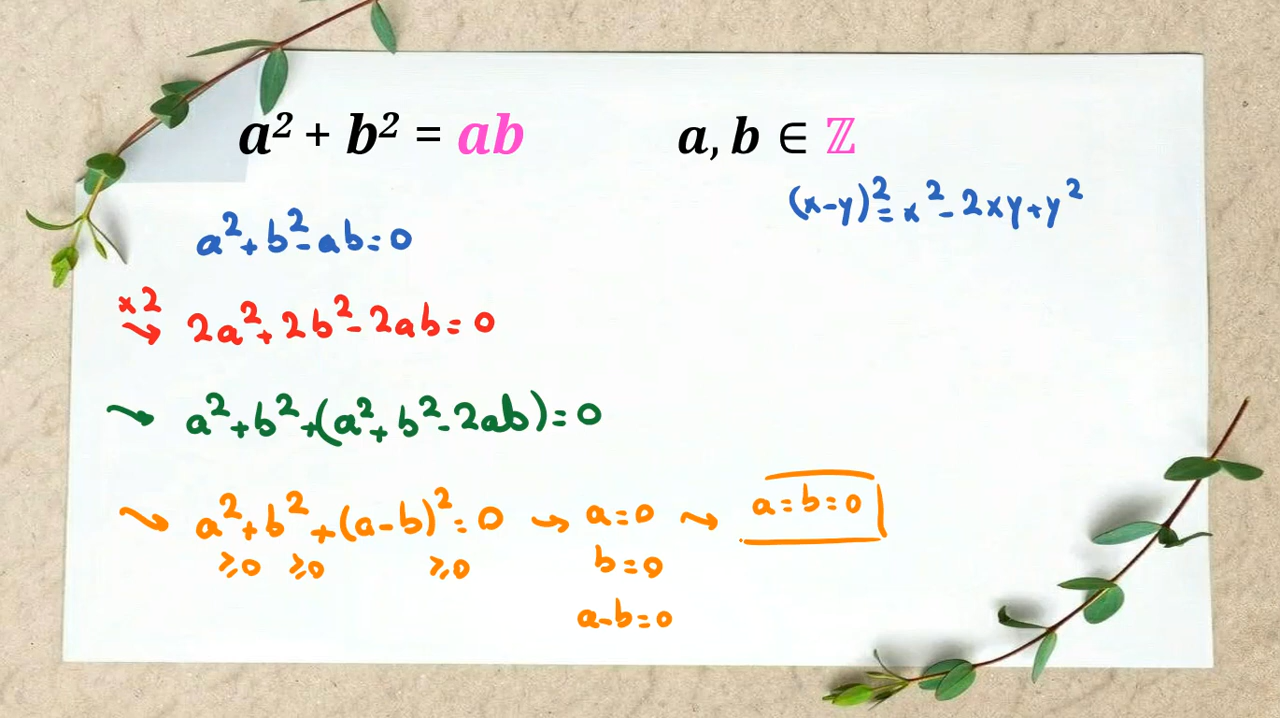 a² + b² = ab a, b ∈ ℤ
(x-y)² = x² - 2xy + y²
a² + b² - ab = 0
×2
→ 2a² + 2b² - 2ab = 0
→ a² + b² + (a² + b² - 2ab) = 0
→ a² + b² + (a-b)² = 0 → a = 0 → a = b = 0
≥0 ≥0 ≥0 b = 0
a-b = 0